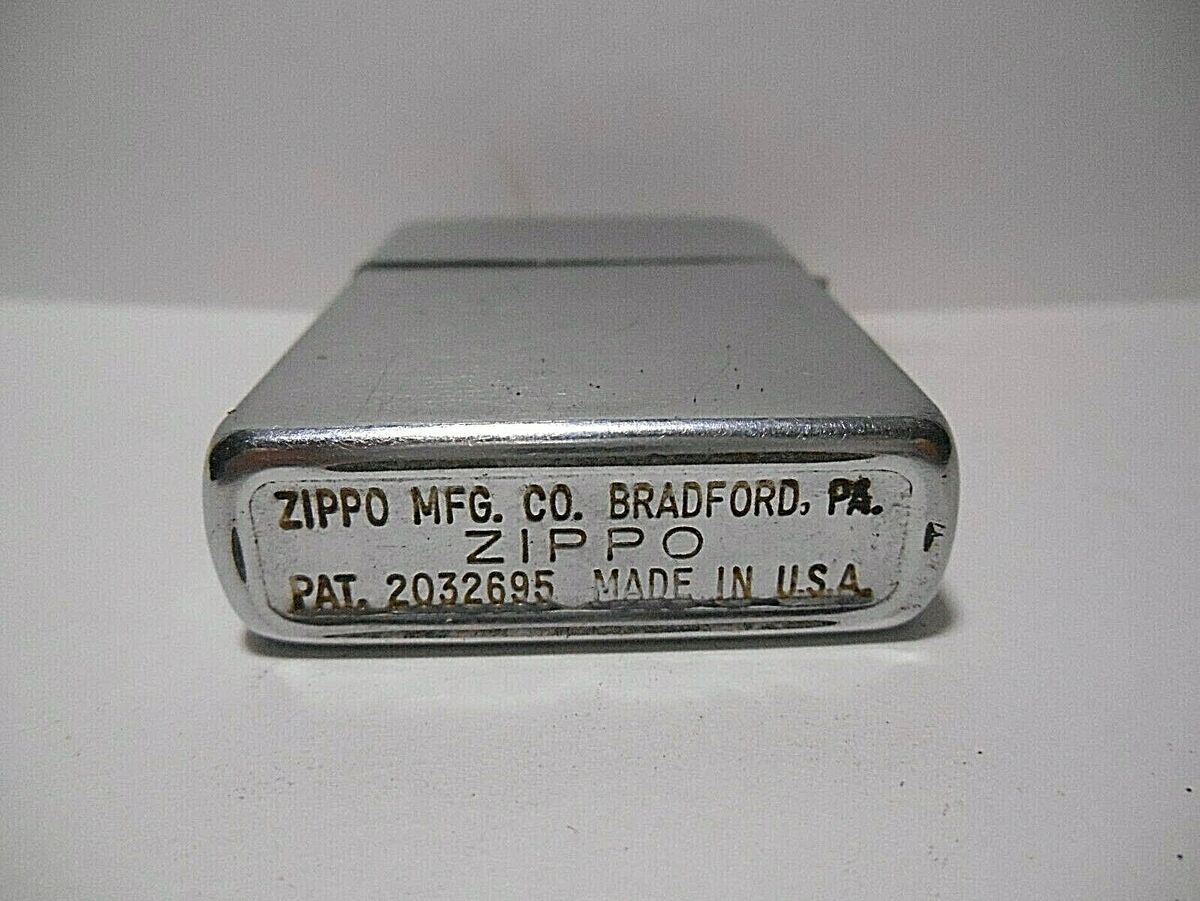 ZIPPO MFG. CO. BRADFORD, PA.
ZIPPO
PAT. 2032695 MADE IN U.S.A.